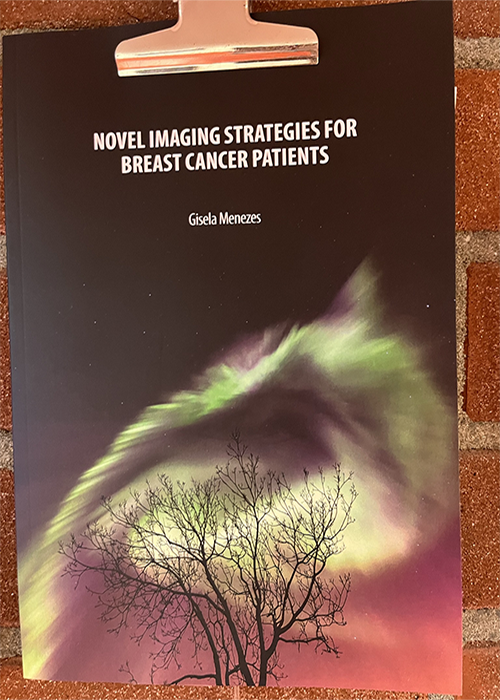 NOVEL IMAGING STRATEGIES FOR
BREAST CANCER PATIENTS
Gisela Menezes